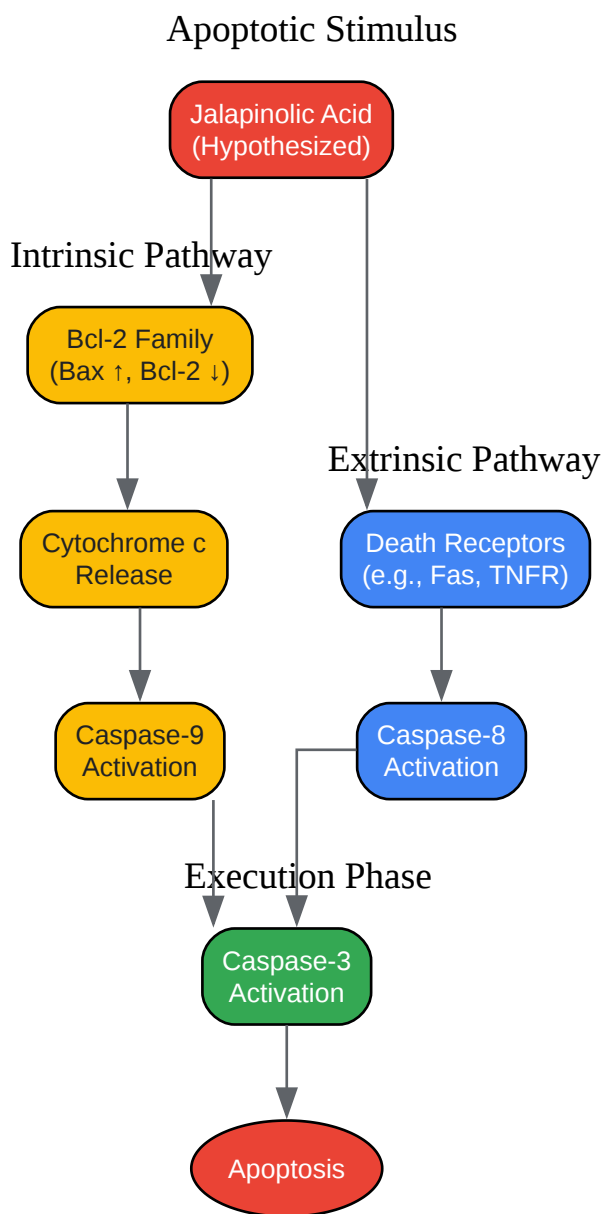 Apoptotic Stimulus
Jalapinolic Acid
(Hypothesized)
Intrinsic Pathway
Bcl-2 Family
(Bax ↑, Bcl-2 ↓)
Extrinsic Pathway
Cytochrome c
Release
Death Receptors
(e.g., Fas, TNFR)
Caspase-9
Activation
Caspase-8
Activation
Execution Phase
Caspase-3
Activation
Apoptosis